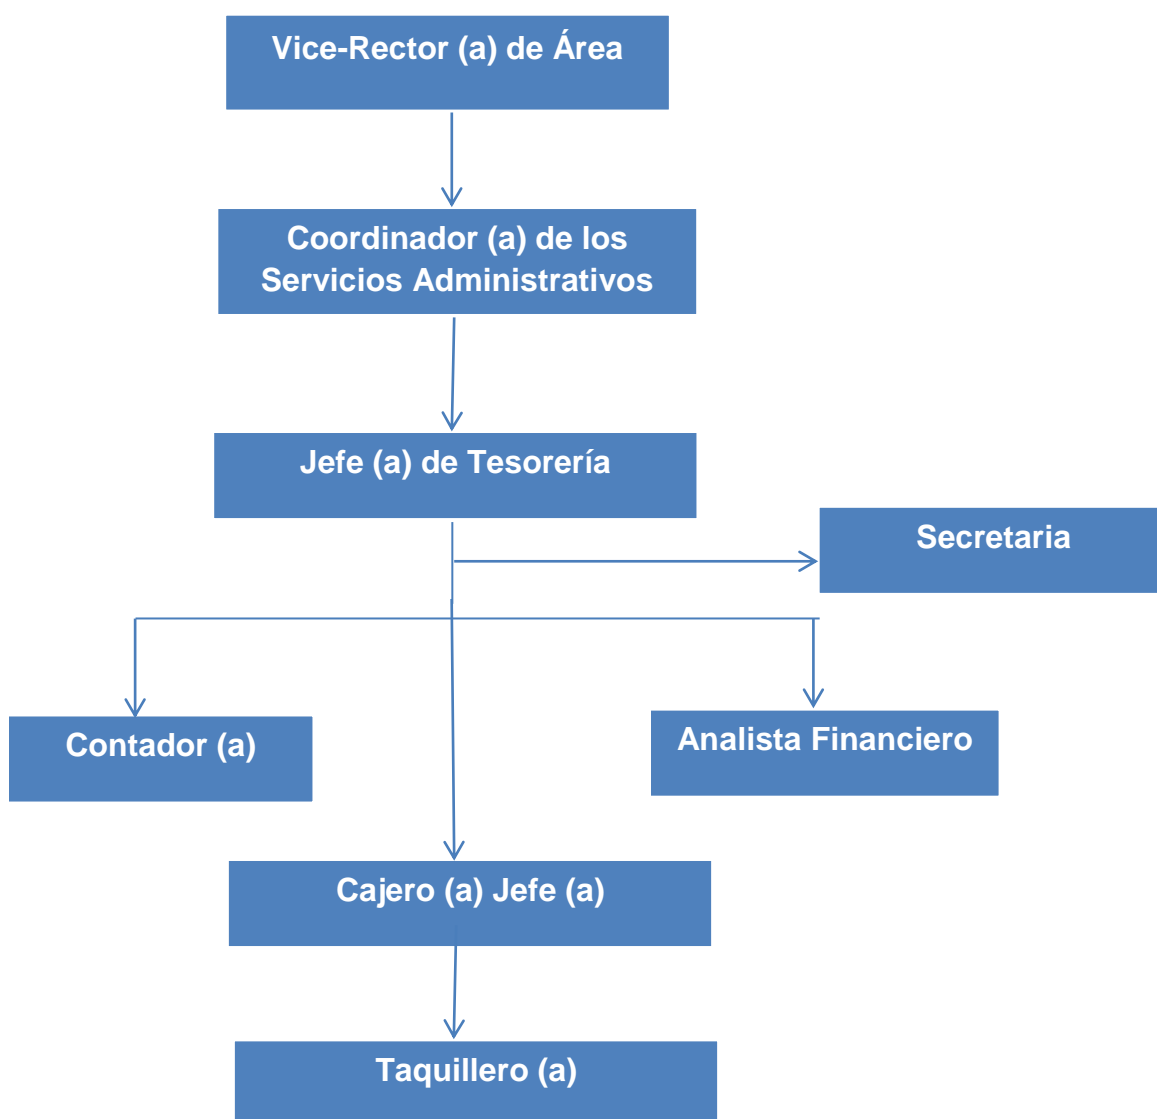 Vice-Rector (a) de Área
Coordinador (a) de los
Servicios Administrativos
Jefe (a) de Tesorería
Secretaria
Contador (a)
Analista Financiero
Cajero (a) Jefe (a)
Taquillero (a)